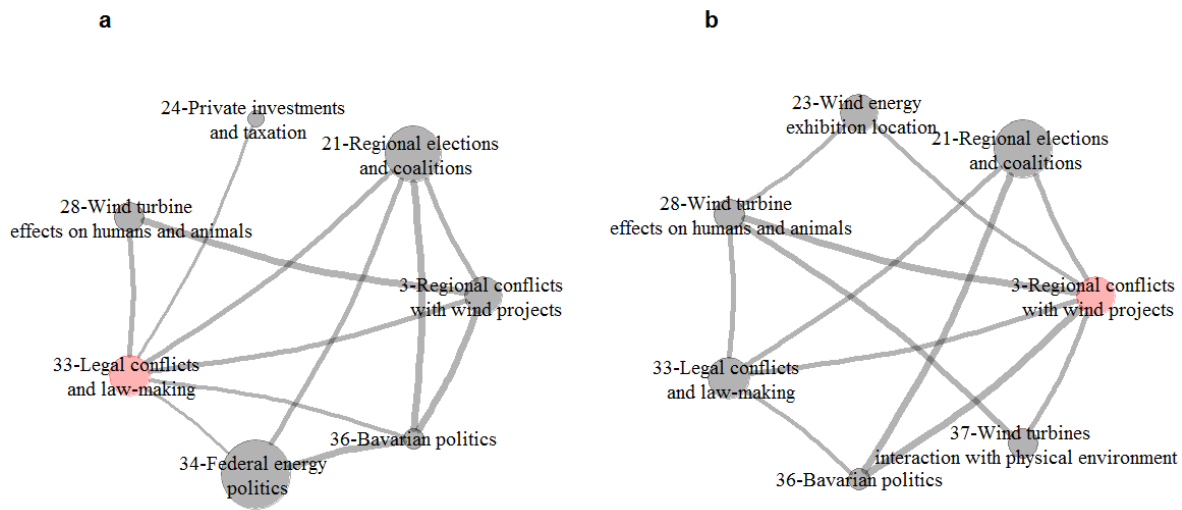 a
24-Private investments
and taxation
21-Regional elections
and coalitions
28-Wind turbine
effects on humans and animals
3-Regional conflicts
with wind projects
33-Legal conflicts
and law-making
36-Bavarian politics
34-Federal energy
politics
b
23-Wind energy
exhibition location
21-Regional elections
and coalitions
28-Wind turbine
effects on humans and animals
3-Regional conflicts
with wind projects
33-Legal conflicts
and law-making
37-Wind turbines
interaction with physical environment
36-Bavarian politics